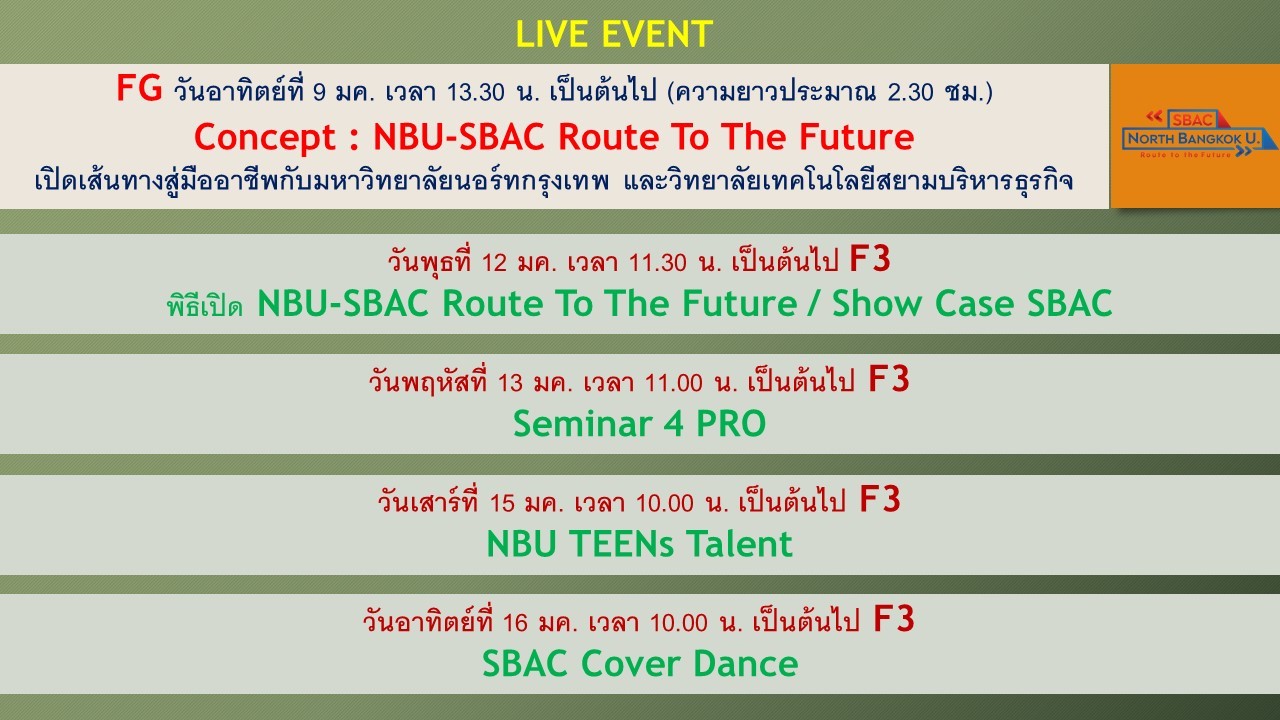 LIVE EVENT
FG วันอาทิตย์ที่ 9 มค. เวลา 13.30 น. เป็นต้นไป (ความยาวประมาณ 2.30 ชม.)
Concept : NBU-SBAC Route To The Future
เปิดเส้นทางสู่มืออาชีพกับมหาวิทยาลัยนอร์ทกรุงเทพ และวิทยาลัยเทคโนโลยีสยามบริหารธุรกิจ
SBAC
NORTH BANGKOK U.
Route to the Future
วันพุธที่ 12 มค. เวลา 11.30 น. เป็นต้นไป F3
พิธีเปิด NBU-SBAC Route To The Future / Show Case SBAC
วันพฤหัสที่ 13 มค. เวลา 11.00 น. เป็นต้นไป F3
Seminar 4 PRO
วันเสาร์ที่ 15 มค. เวลา 10.00 น. เป็นต้นไป F3
NBU TEENs Talent
วันอาทิตย์ที่ 16 มค. เวลา 10.00 น. เป็นต้นไป F3
SBAC Cover Dance